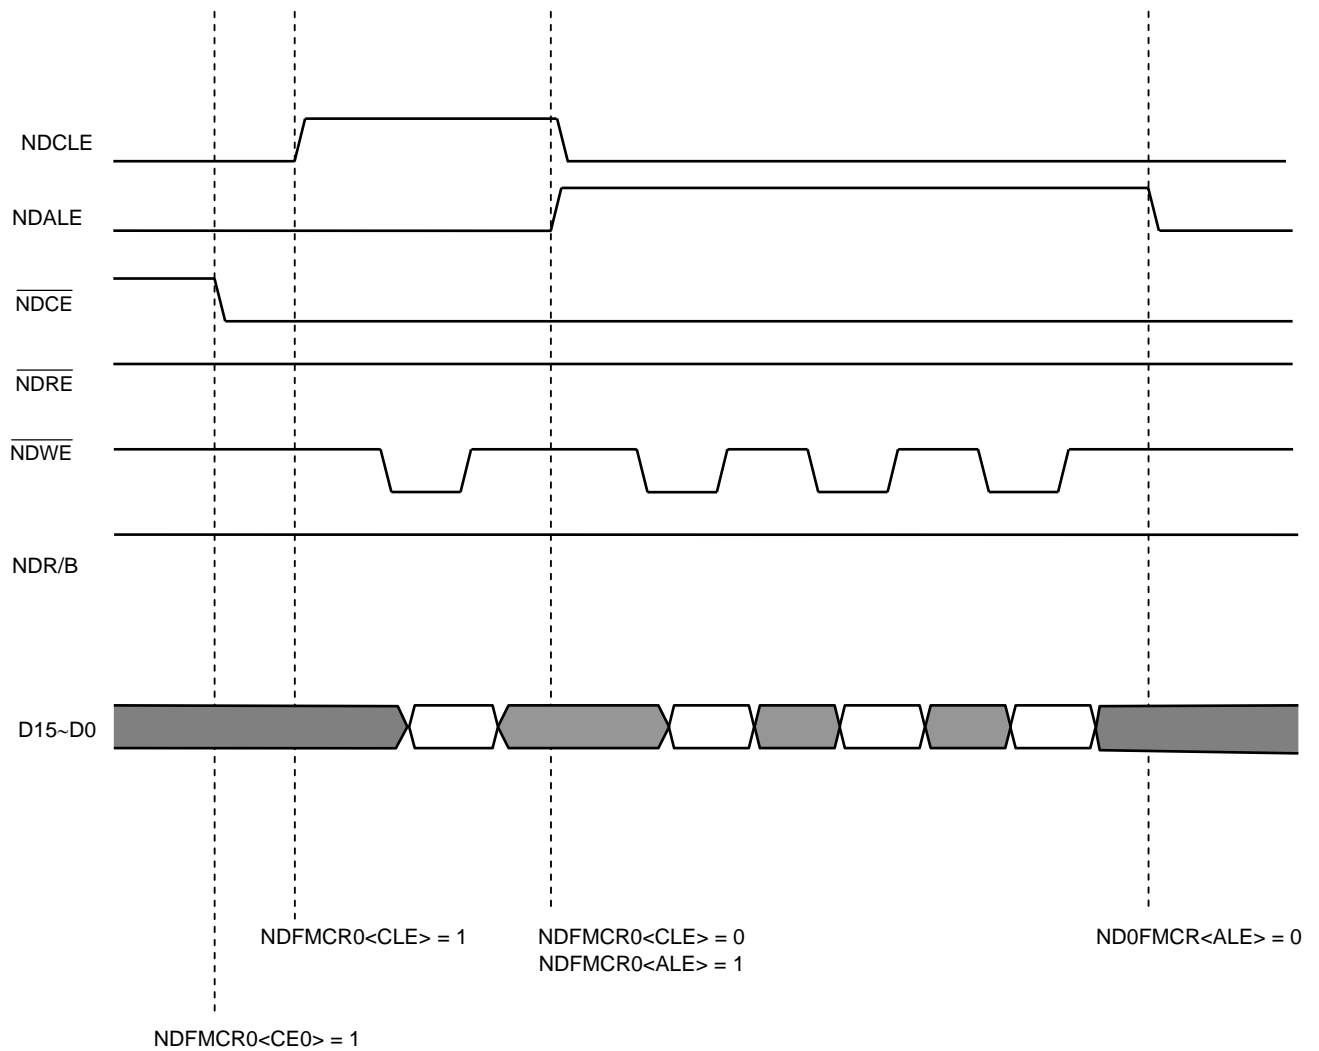 NDCLE
NDALE
NDCE
NDRE
NDWE
NDR/B
D15~D0
NDFMCR0<CLE> = 1
NDFMCR0<CLE> = 0
NDFMCR0<ALE> = 1
ND0FMCR<ALE> = 0
NDFMCR0<CE0> = 1